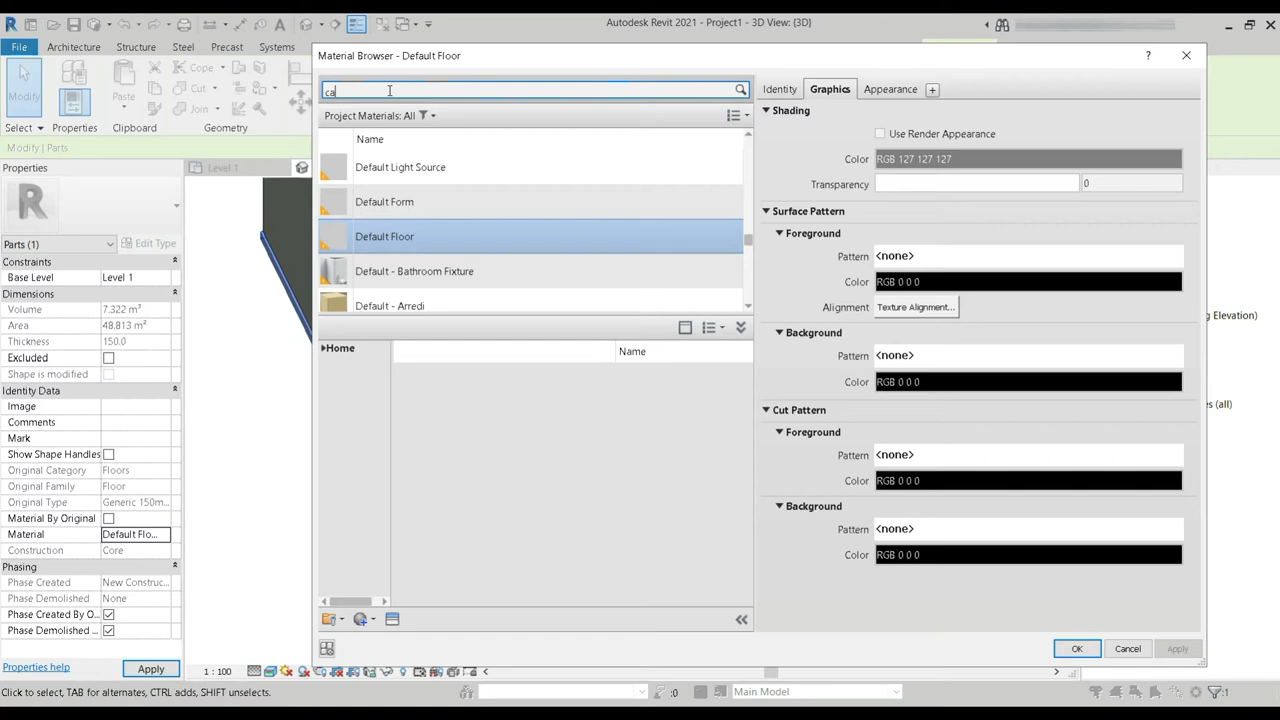 Autodesk Revit 2021 - Project1 - 3D View: {3D}
File Architecture Structure Steel Precast Systems
Modify
Paste
Cope
Cut
Join
Select Properties Clipboard Geometry
Modify | Parts
Level 1
Properties
Parts (1) Edit Type
Constraints
Base Level Level 1
Dimensions
Volume 7.322 m³
Area 48.813 m²
Thickness 150.0
Excluded
Shape is modified
Identity Data
Image
Comments
Mark
Show Shape Handles
Original Category Floors
Original Family Floor
Original Type Generic 150m...
Material By Original
Material Default Flo...
Construction Core
Phasing
Phase Created New Construc...
Phase Demolished None
Phase Created By O...
Phase Demolished ...
Properties help Apply
Material Browser - Default Floor
ca
Project Materials: All
Name
Default Light Source
Default Form
Default Floor
Default - Bathroom Fixture
Default - Arredi
Home
Name
Identity Graphics Appearance
Shading
Use Render Appearance
Color RGB 127 127 127
Transparency 0
Surface Pattern
Foreground
Pattern <none>
Color RGB 0 0 0
Alignment Texture Alignment...
Background
Pattern <none>
Color RGB 0 0 0
Cut Pattern
Foreground
Pattern <none>
Color RGB 0 0 0
Background
Pattern <none>
Color RGB 0 0 0
OK Cancel Apply
g Elevation)
es (all)
1 : 100
Click to select, TAB for alternates, CTRL adds, SHIFT unselects.
:0
Main Model
:1